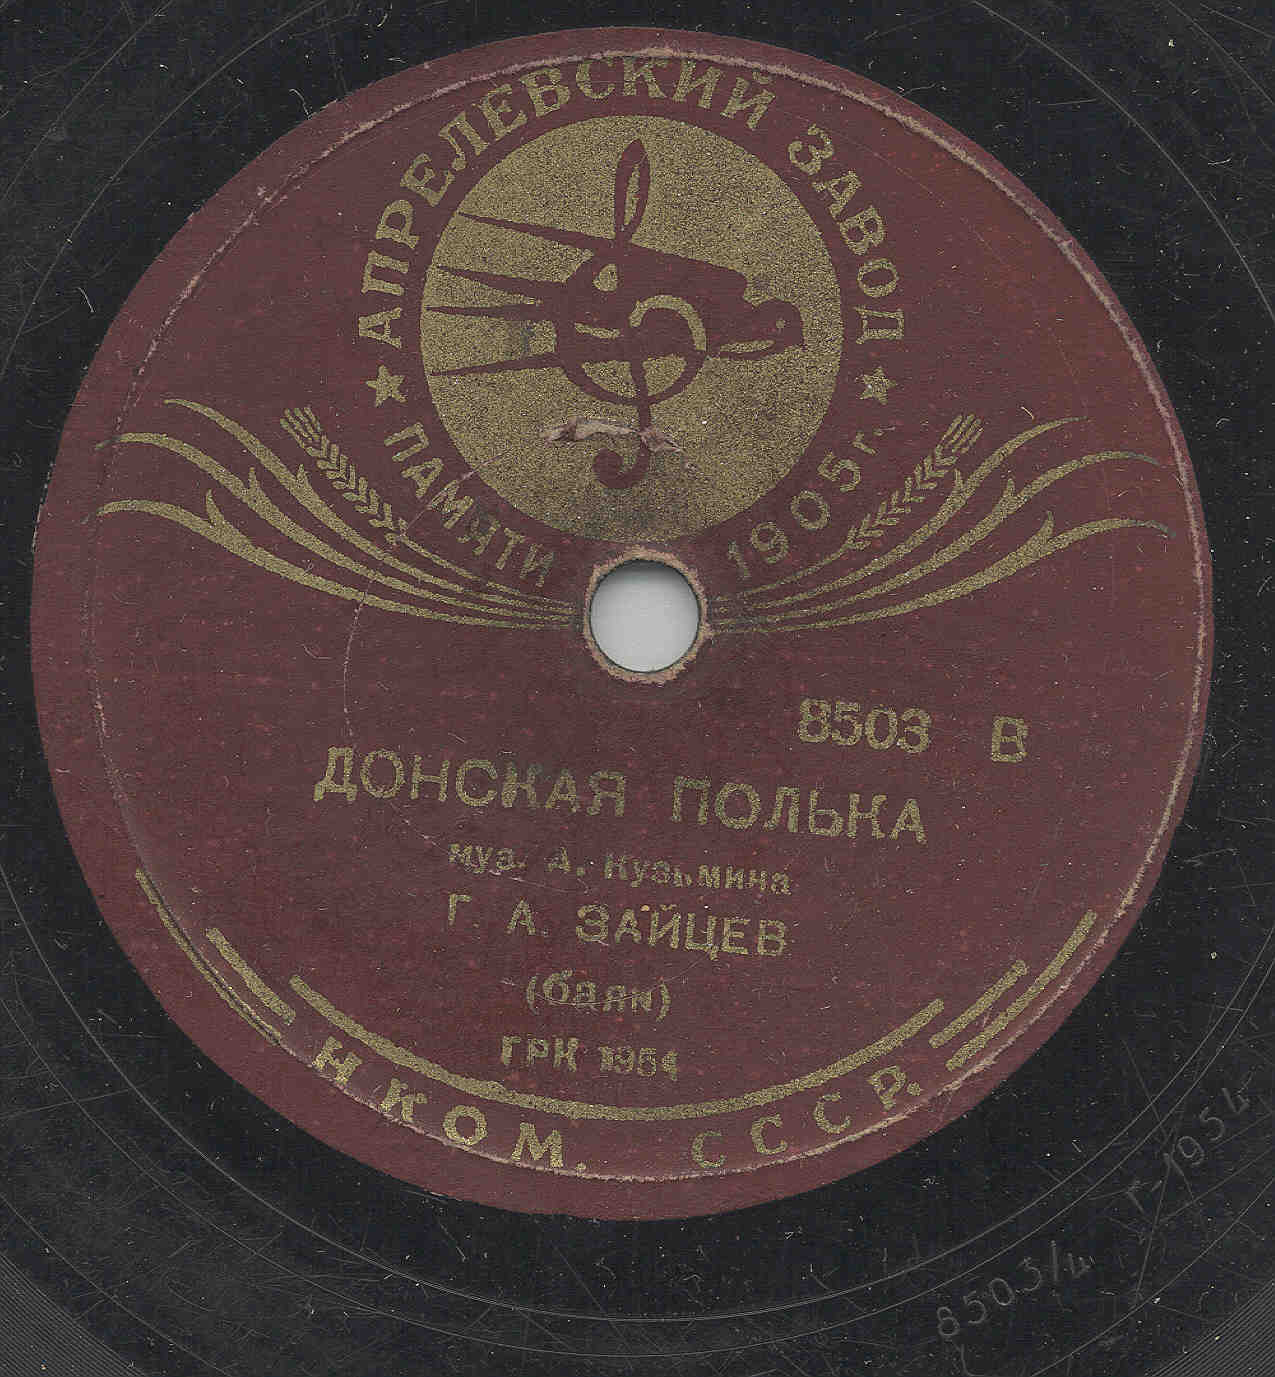 АПРЕЛЕВСКИЙ ЗАВОД
ПАМЯТИ 1905 г.
8503 В
ДОНСКАЯ ПОЛЬКА
муз. А. Кузьмина
Г. А. ЗАЙЦЕВ
(баян)
ГРК 1954
НКОМ. СССР.
8503/4 г-1954